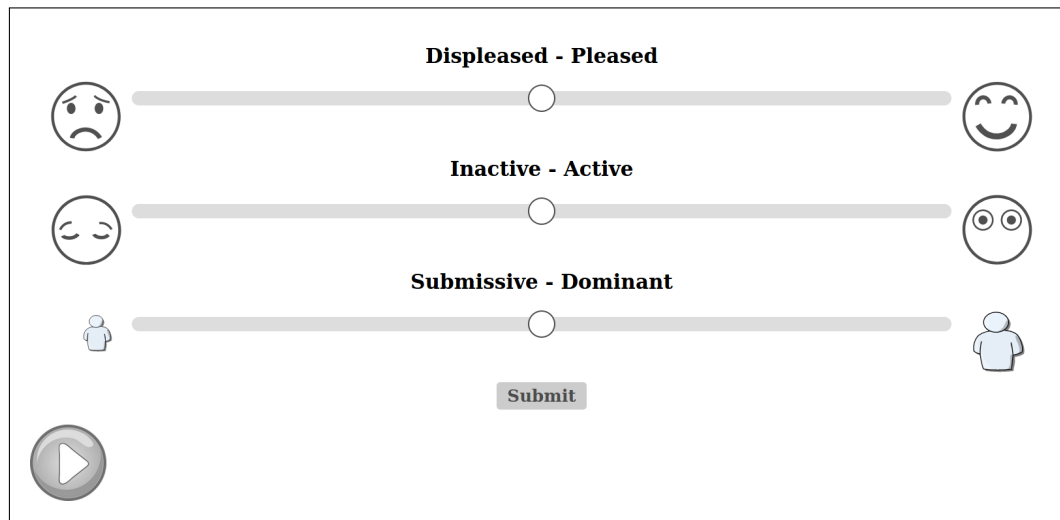 Displeased - Pleased
Inactive - Active
Submissive - Dominant
Submit